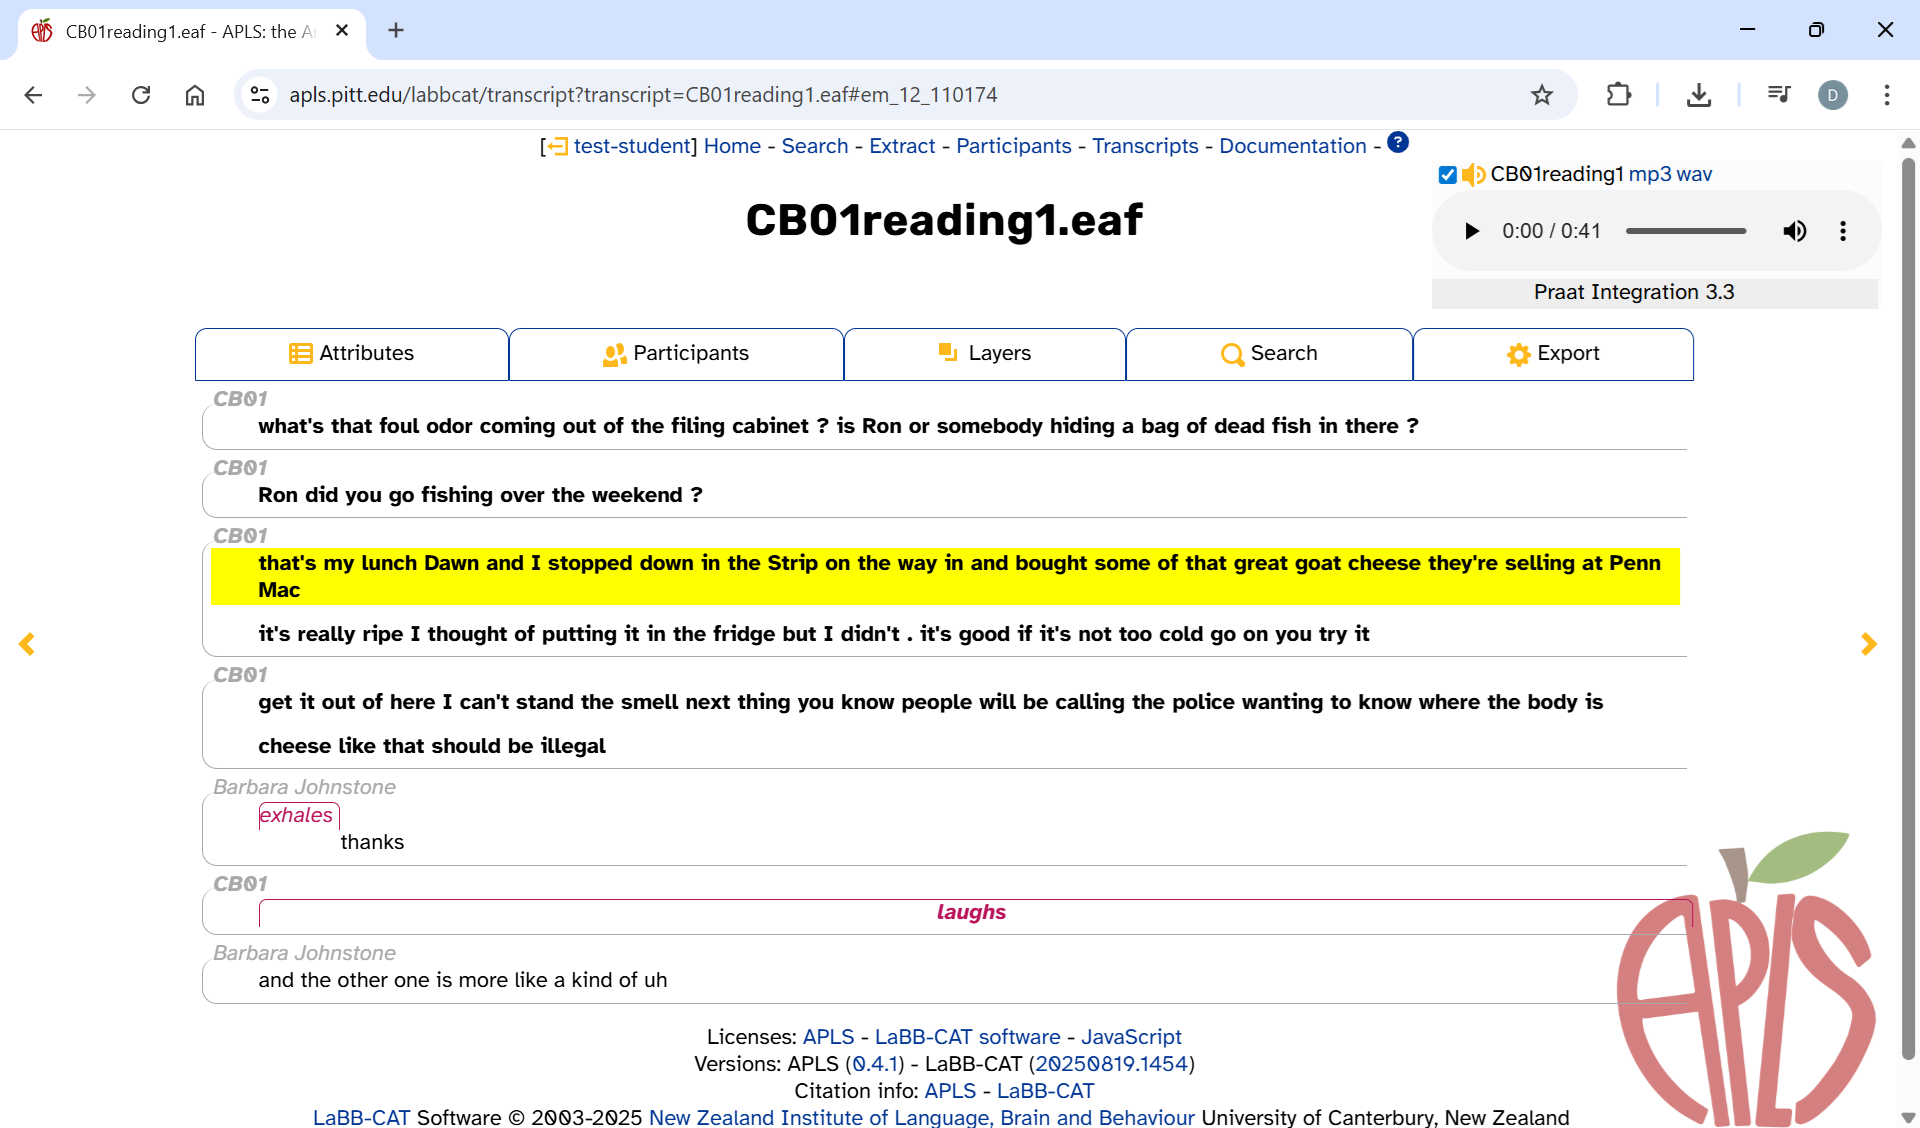 CB01reading1.eaf - APLS: the A
apls.pitt.edu/labbcat/transcript?transcript=CB01reading1.eaf#em_12_110174
D
[test-student] Home - Search - Extract - Participants - Transcripts - Documentation - ?
CB01reading1 mp3 wav
CB01reading1.eaf
0:00 / 0:41
Praat Integration 3.3
Attributes
Participants
Layers
Search
Export
CB01
what's that foul odor coming out of the filing cabinet ? is Ron or somebody hiding a bag of dead fish in there ?
CB01
Ron did you go fishing over the weekend ?
CB01
that's my lunch Dawn and I stopped down in the Strip on the way in and bought some of that great goat cheese they're selling at Penn
Mac
it's really ripe I thought of putting it in the fridge but I didn't . it's good if it's not too cold go on you try it
CB01
get it out of here I can't stand the smell next thing you know people will be calling the police wanting to know where the body is
cheese like that should be illegal
Barbara Johnstone
exhales
thanks
CB01
laughs
Barbara Johnstone
and the other one is more like a kind of uh
APLS
Licenses: APLS - LaBB-CAT software - JavaScript
Versions: APLS (0.4.1) - LaBB-CAT (20250819.1454)
Citation info: APLS - LaBB-CAT
LaBB-CAT Software © 2003-2025 New Zealand Institute of Language, Brain and Behaviour University of Canterbury, New Zealand